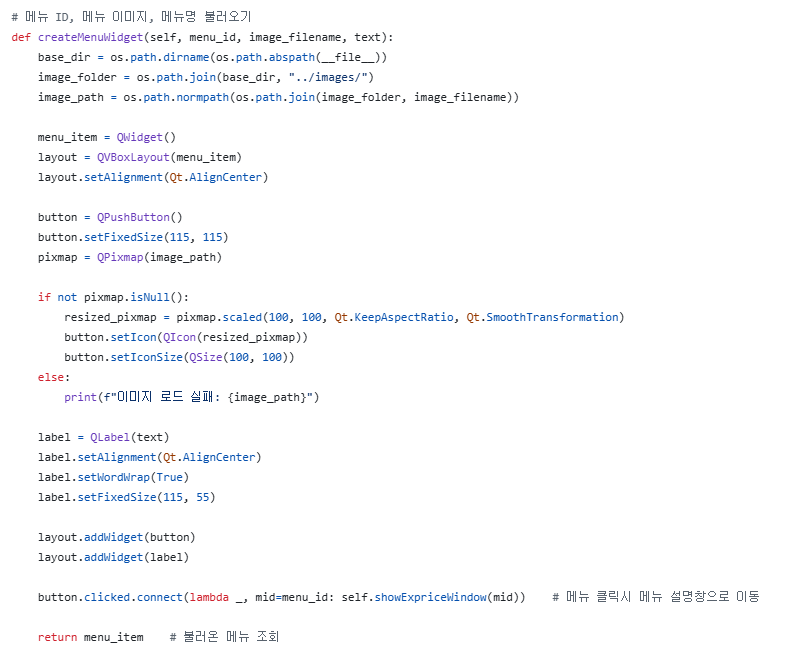 # 메뉴 ID, 메뉴 이미지, 메뉴명 불러오기
def createMenuWidget(self, menu_id, image_filename, text):
    base_dir = os.path.dirname(os.path.abspath(__file__))
    image_folder = os.path.join(base_dir, "../images/")
    image_path = os.path.normpath(os.path.join(image_folder, image_filename))

    menu_item = QWidget()
    layout = QVBoxLayout(menu_item)
    layout.setAlignment(Qt.AlignCenter)

    button = QPushButton()
    button.setFixedSize(115, 115)
    pixmap = QPixmap(image_path)

    if not pixmap.isNull():
        resized_pixmap = pixmap.scaled(100, 100, Qt.KeepAspectRatio, Qt.SmoothTransformation)
        button.setIcon(QIcon(resized_pixmap))
        button.setIconSize(QSize(100, 100))
    else:
        print(f"이미지 로드 실패: {image_path}")

    label = QLabel(text)
    label.setAlignment(Qt.AlignCenter)
    label.setWordWrap(True)
    label.setFixedSize(115, 55)

    layout.addWidget(button)
    layout.addWidget(label)

    button.clicked.connect(lambda _, mid=menu_id: self.showExpriceWindow(mid))    # 메뉴 클릭시 메뉴 설명창으로 이동

    return menu_item    # 불러온 메뉴 조회